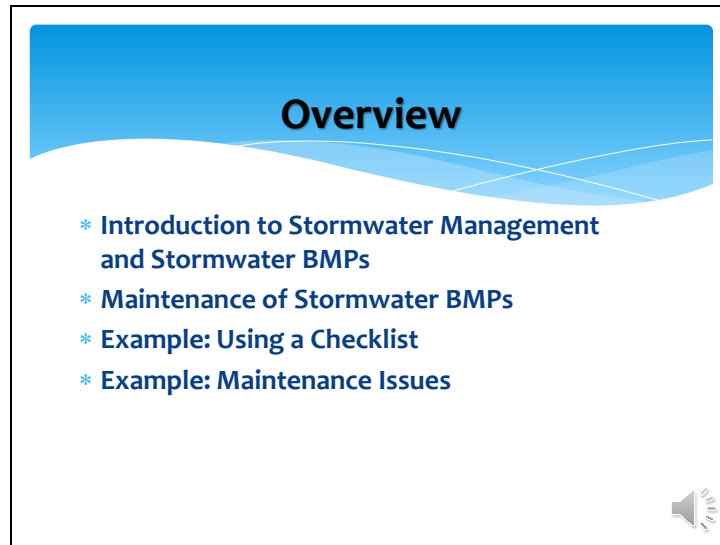 Overview
* Introduction to Stormwater Management
and Stormwater BMPs
* Maintenance of Stormwater BMPs
* Example: Using a Checklist
* Example: Maintenance Issues